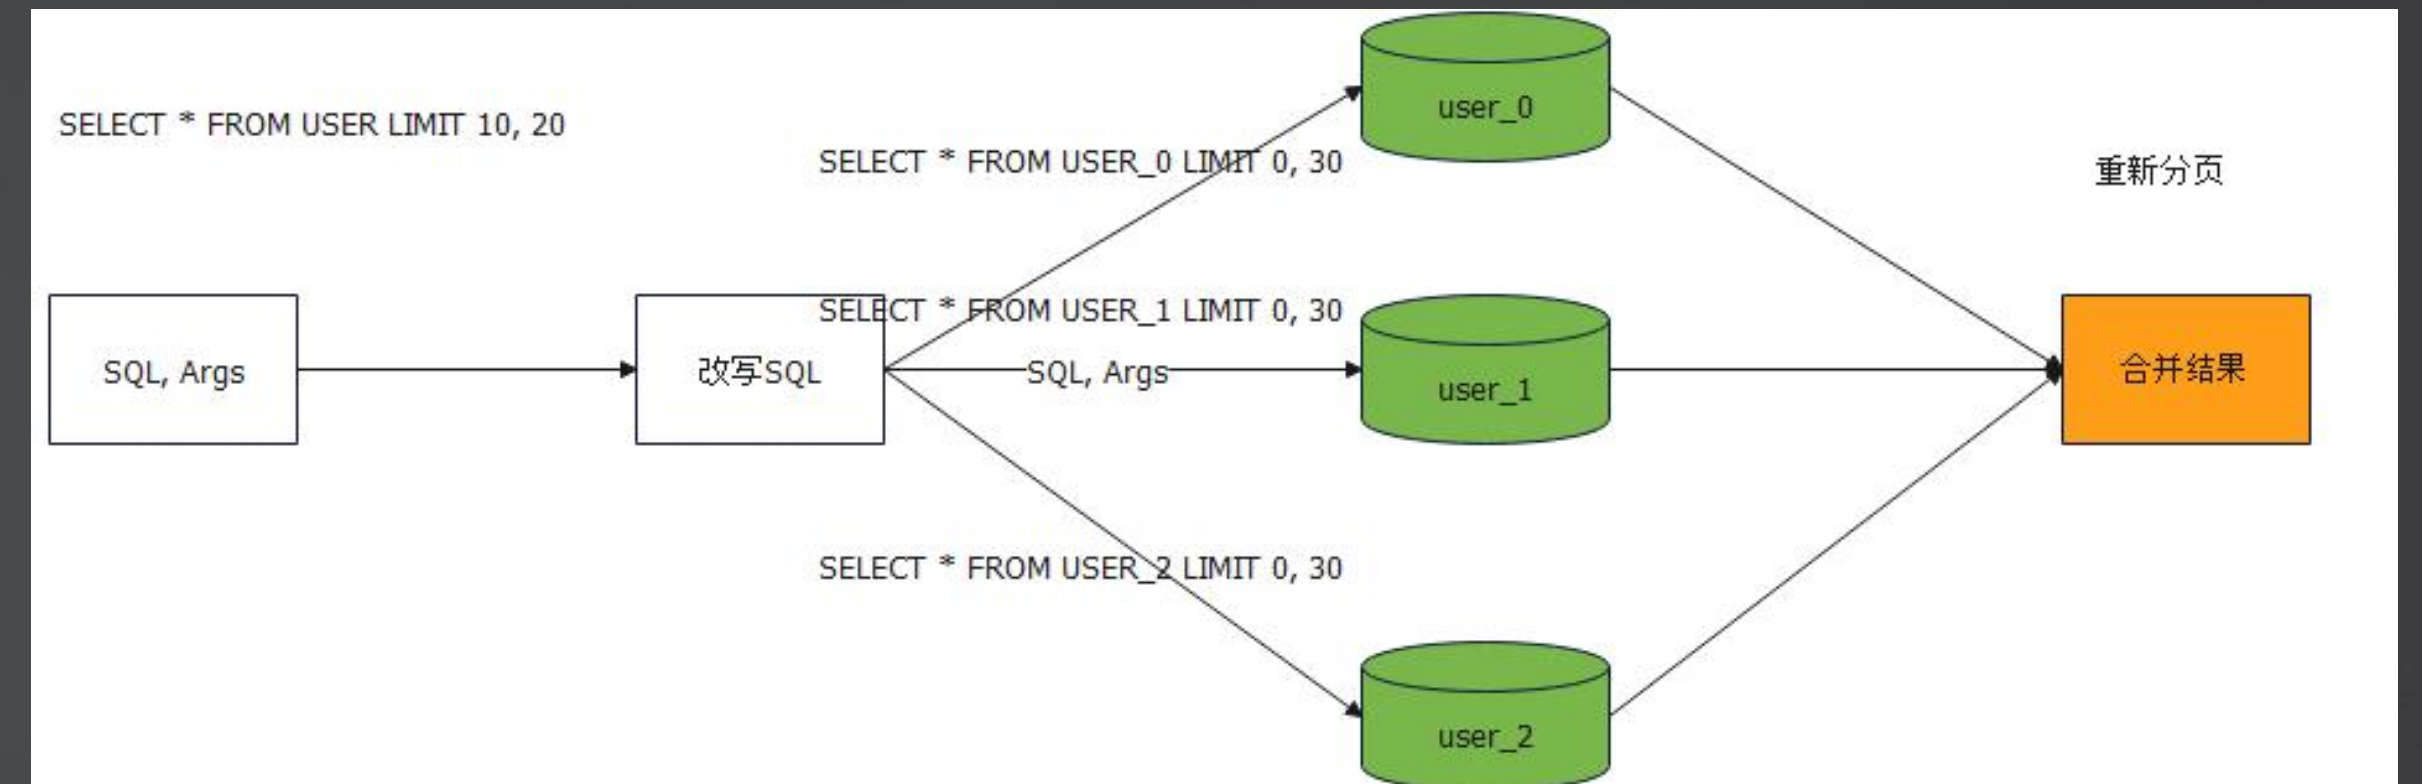 SELECT * FROM USER LIMIT 10, 20
SELECT * FROM USER_0 LIMIT 0, 30
user_0
重新分页
SELECT * FROM USER_1 LIMIT 0, 30
SQL, Args
改写SQL
SQL, Args
user_1
合并结果
SELECT * FROM USER_2 LIMIT 0, 30
user_2